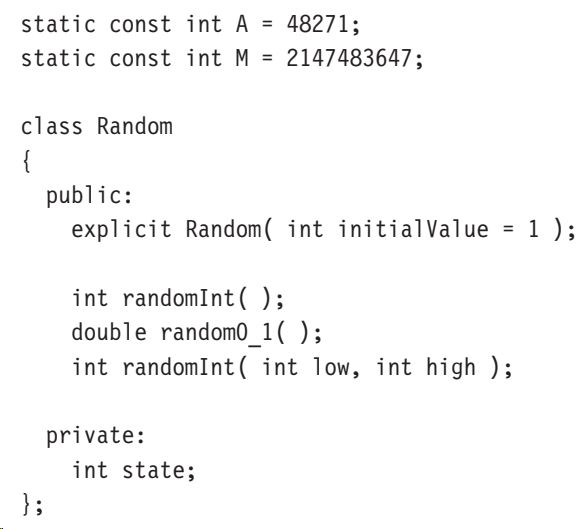 static const int A = 48271;
static const int M = 2147483647;

class Random
{
  public:
    explicit Random( int initialValue = 1 );

    int randomInt( );
    double random0_1( );
    int randomInt( int low, int high );

  private:
    int state;
};